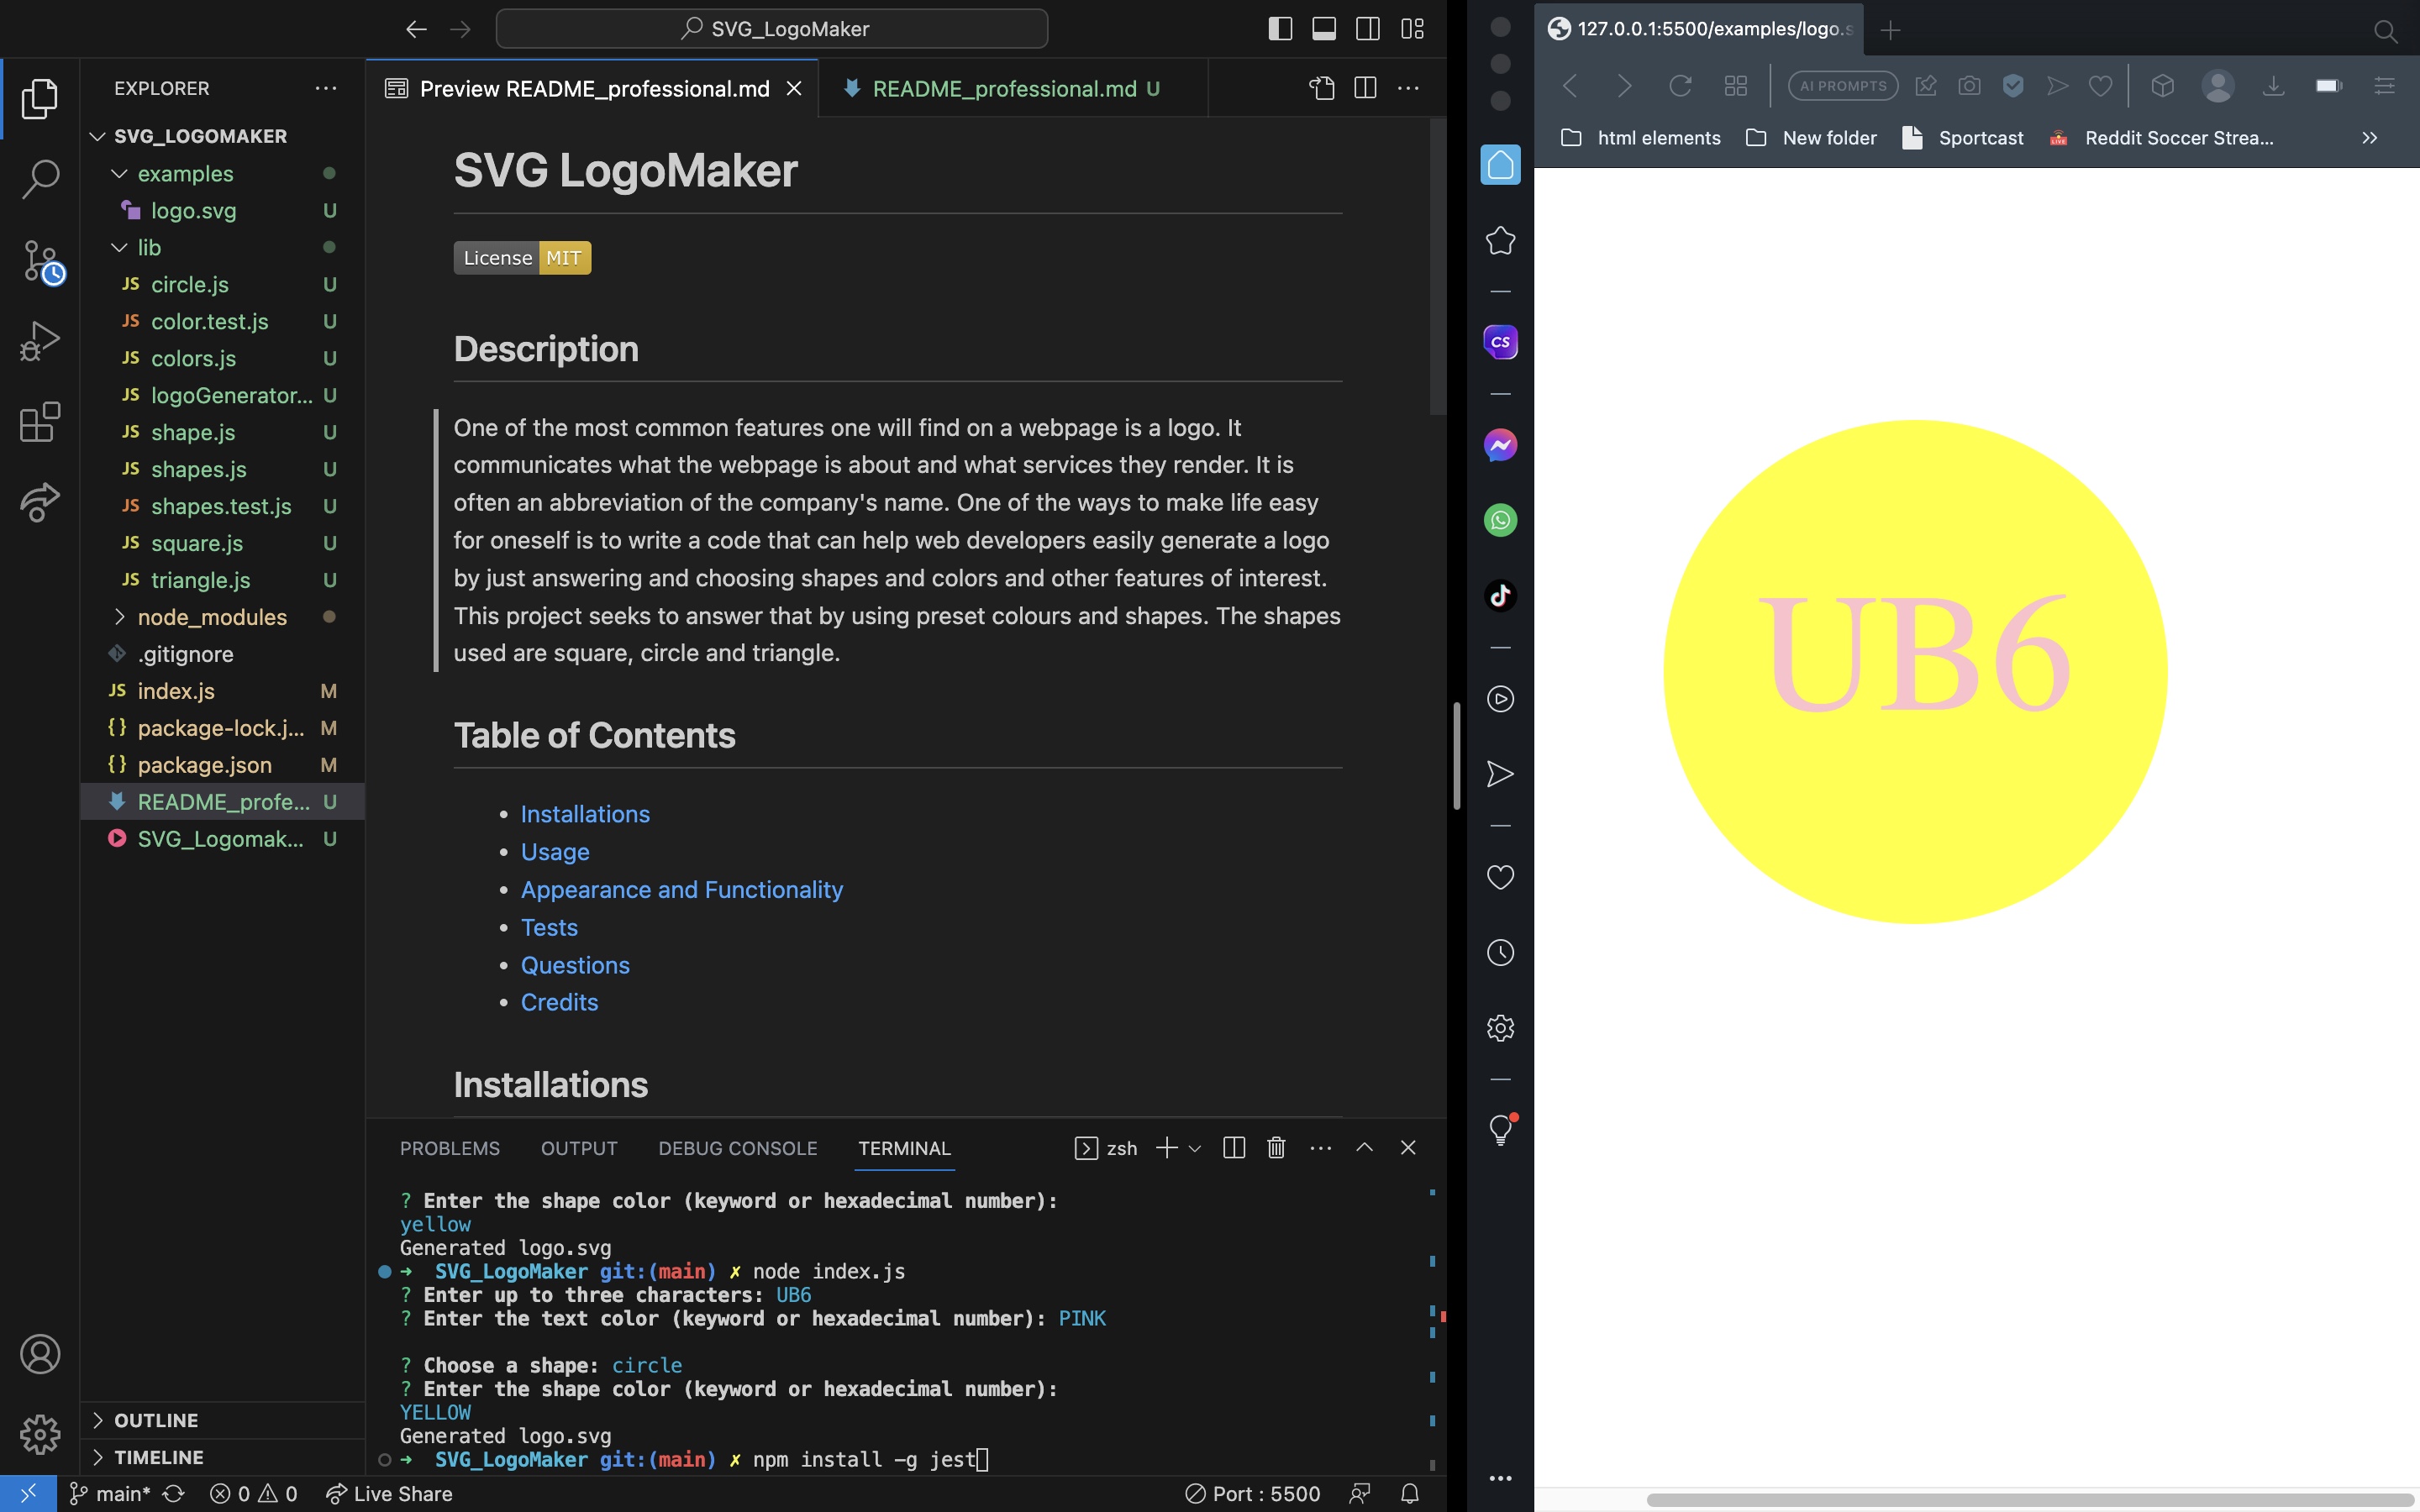 SVG_LogoMaker
EXPLORER
SVG_LOGOMAKER
examples
logo.svg U
lib
JS circle.js U
JS color.test.js U
JS colors.js U
JS logoGenerator... U
JS shape.js U
JS shapes.js U
JS shapes.test.js U
JS square.js U
JS triangle.js U
node_modules
.gitignore
JS index.js M
{} package-lock.j... M
{} package.json M
README_profe... U
SVG_Logomak... U
OUTLINE
TIMELINE
Preview README_professional.md
README_professional.md U
SVG LogoMaker
License MIT
Description
One of the most common features one will find on a webpage is a logo. It
communicates what the webpage is about and what services they render. It is
often an abbreviation of the company's name. One of the ways to make life easy
for oneself is to write a code that can help web developers easily generate a logo
by just answering and choosing shapes and colors and other features of interest.
This project seeks to answer that by using preset colours and shapes. The shapes
used are square, circle and triangle.
Table of Contents
• Installations
• Usage
• Appearance and Functionality
• Tests
• Questions
• Credits
Installations
PROBLEMS OUTPUT DEBUG CONSOLE TERMINAL zsh
? Enter the shape color (keyword or hexadecimal number):
yellow
Generated logo.svg
➜ SVG_LogoMaker git:(main) ✗ node index.js
? Enter up to three characters: UB6
? Enter the text color (keyword or hexadecimal number): PINK
? Choose a shape: circle
? Enter the shape color (keyword or hexadecimal number):
YELLOW
Generated logo.svg
➜ SVG_LogoMaker git:(main) ✗ npm install -g jest
main* 0 0 Live Share Port : 5500
127.0.0.1:5500/examples/logo.s
AI PROMPTS
html elements New folder Sportcast LIVE Reddit Soccer Strea...
CS
UB6